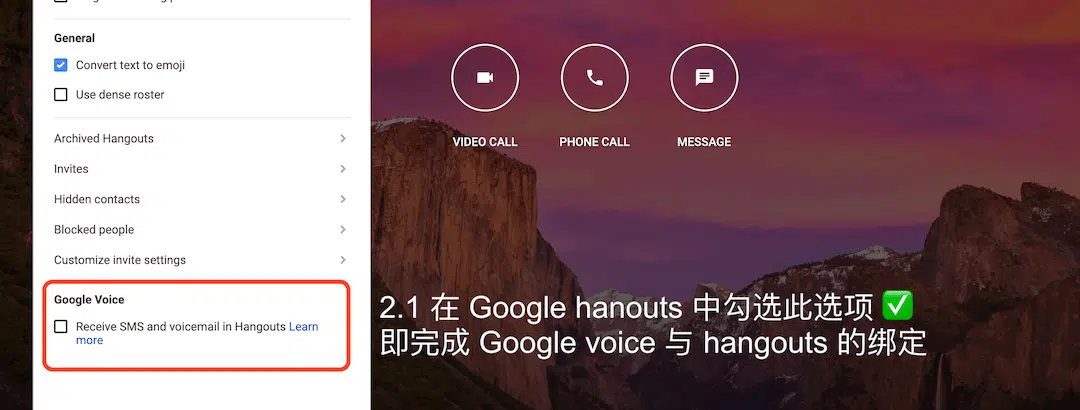 General
Convert text to emoji
Use dense roster
Archived Hangouts
Invites
Hidden contacts
Blocked people
Customize invite settings
Google Voice
Receive SMS and voicemail in Hangouts Learn
more
VIDEO CALL
PHONE CALL
MESSAGE
2.1 在 Google hanouts 中勾选此选项 ✅
即完成 Google voice 与 hangouts 的绑定